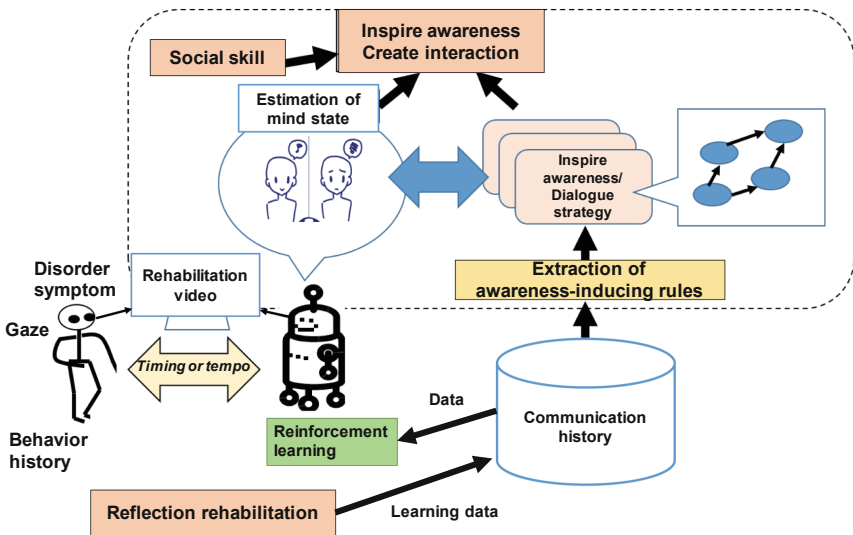 Inspire awareness
Create interaction
Social skill
Estimation of
mind state
Inspire
awareness/
Dialogue
strategy
Extraction of
awareness-inducing rules
Disorder
symptom
Rehabilitation
video
Gaze
Timing or tempo
Behavior
history
Data
Communication
history
Reinforcement
learning
Reflection rehabilitation
Learning data